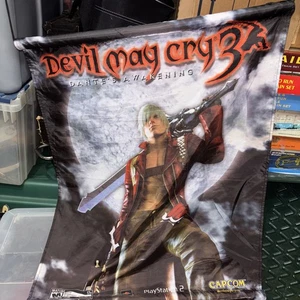 Devil May Cry 3
DANTE'S AWAKENING
PlayStation 2
CAPCOM